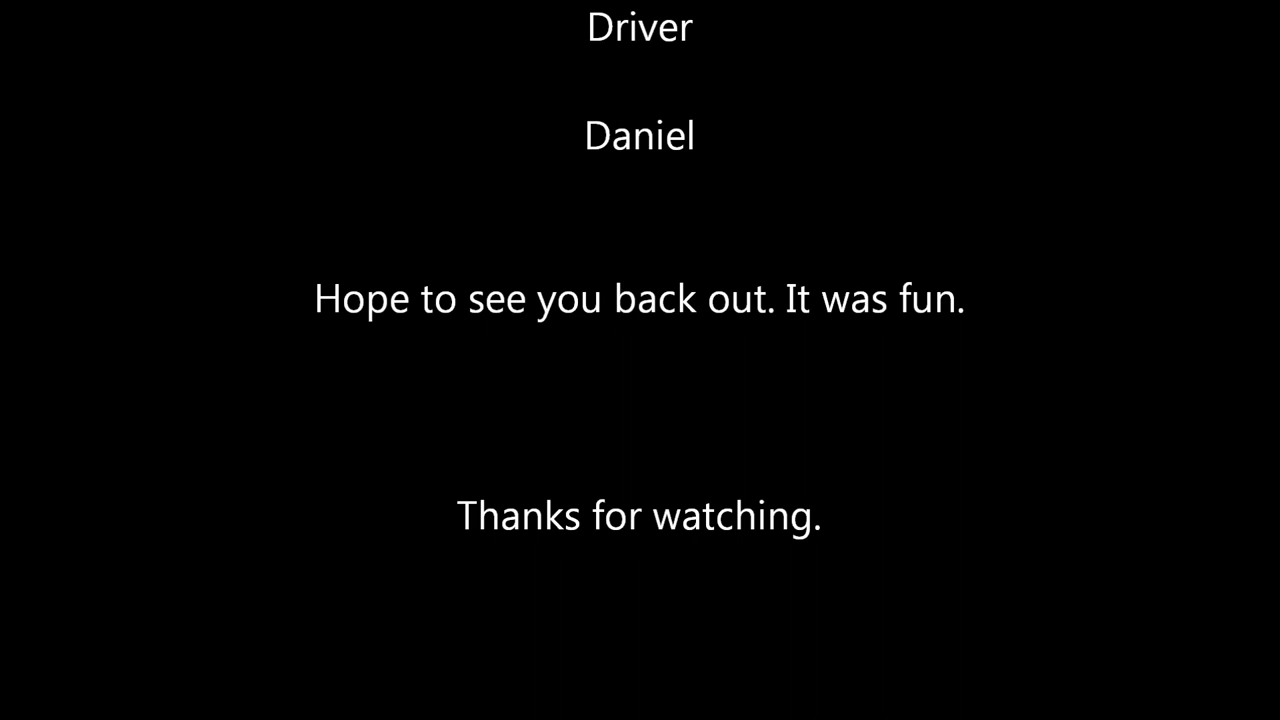 Driver
Daniel
Hope to see you back out. It was fun.
Thanks for watching.